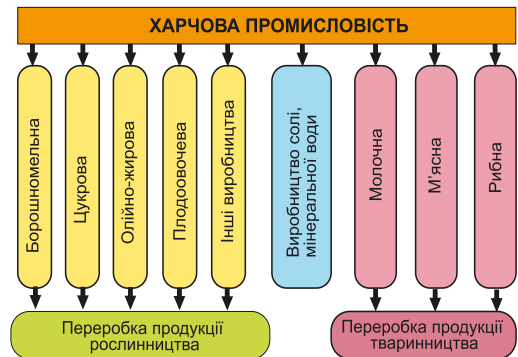 ХАРЧОВА ПРОМИСЛОВІСТЬ
Борошномельна
Цукрова
Олійно-жирова
Плодоовочева
Інші виробництва
Виробництво солі,
мінеральної води
Молочна
М’ясна
Рибна
Переробка продукції
рослинництва
Переробка продукції
тваринництва